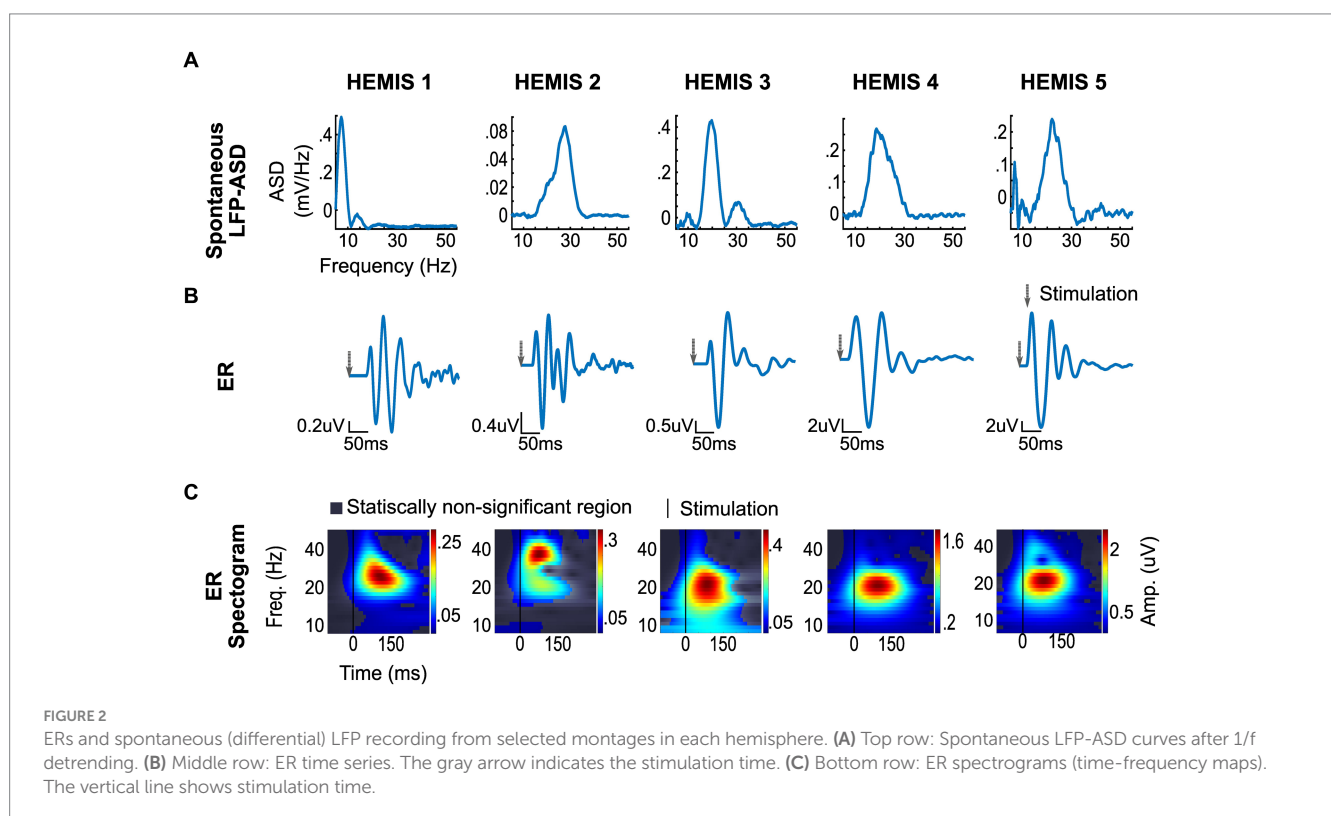 A
HEMIS 1 HEMIS 2 HEMIS 3 HEMIS 4 HEMIS 5
Spontaneous
LFP-ASD
ASD
(mV/Hz)
.4
.2
0
.08
.06
.04
.02
0
.4
.2
0
.2
.1
0
.2
.1
0
10 30 50 10 30 50 10 30 50 10 30 50 10 30 50
Frequency (Hz)
B
Stimulation
ER
0.2uV 0.4uV 0.5uV 2uV 2uV
50ms 50ms 50ms 50ms 50ms
C
Statiscally non-significant region Stimulation
ER
Spectogram
Freq. (Hz)
40 .25 40 .3 40 .4 40 1.6 40 2
20 20 20 20 20
10 .05 10 .05 10 .05 10 .2 10 0.5
Amp. (uV)
0 150 0 150 0 150 0 150 0 150
Time (ms)
FIGURE 2
ERs and spontaneous (differential) LFP recording from selected montages in each hemisphere. (A) Top row: Spontaneous LFP-ASD curves after 1/f
detrending. (B) Middle row: ER time series. The gray arrow indicates the stimulation time. (C) Bottom row: ER spectrograms (time-frequency maps).
The vertical line shows stimulation time.